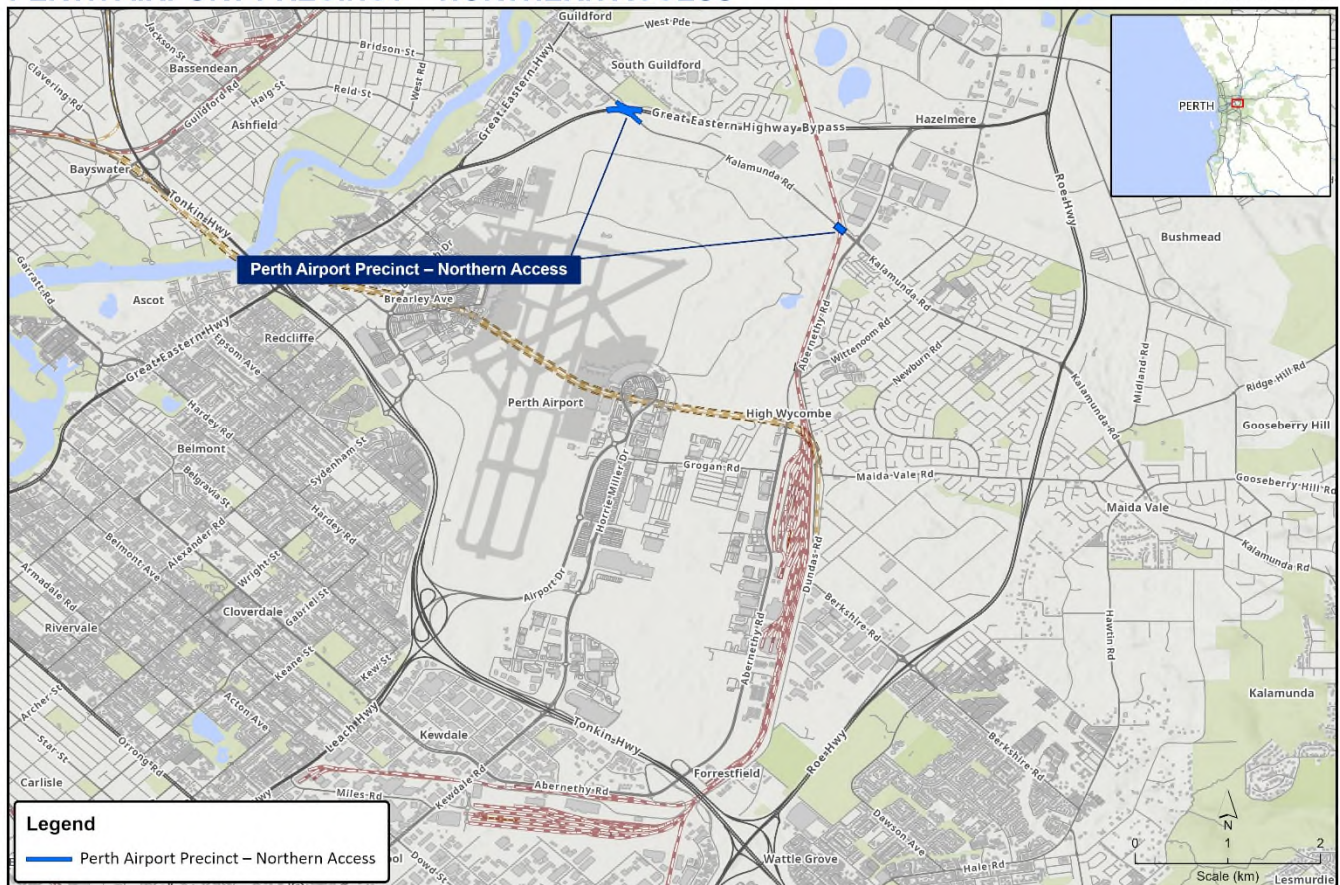 Guildford
West Pde
Jackson St
Bassendean
Bridson St
West Rd
Great Eastern Hwy
South Guildford
Clavering Rd
Guildford Rd
Haig St
Reid St
Ashfield
Great Eastern Highway Bypass
Hazelmere
PERTH
Bayswater
Kalamunda Rd
Roe Hwy
Tonkin Hwy
Bushmead
Perth Airport Precinct – Northern Access
Kalamunda Rd
Garratt Rd
Ascot
Brearley Ave
Abernethy Rd
Great Eastern Hwy
Redcliffe
Epsom Ave
Wittenoom Rd
Newburn Rd
Midland Rd
Ridge Hill Rd
Kalamunda Rd
Perth Airport
High Wycombe
Hardey Rd
Gooseberry Hill
Belmont
Sydenham St
Grogan Rd
Maida Vale Rd
Gooseberry Hill Rd
Belgravia St
Horrie Miller Dr
Maida Vale
Alexander Rd
Hardey Rd
Belmont Ave
Wright St
Kalamunda Rd
Armadale Rd
Gabriel St
Airport Dr
Dundas Rd
Berkshire Rd
Cloverdale
Rivervale
Abernethy Rd
Hawtin Rd
Keane St
Kew St
Archer St
Acton Ave
Kalamunda
Leach Hwy
Kewdale
Tonkin Hwy
Star St
Orrong Rd
Roe Hwy
Berkshire Rd
Carlisle
Forrestfield
Miles Rd
Kewdale Rd
Abernethy Rd
Hwy
N
Legend
Dawson Ave
0 1 2
Perth Airport Precinct – Northern Access
Dowd St
Wattle Grove
Hale Rd
Scale (km)
Lesmurdie